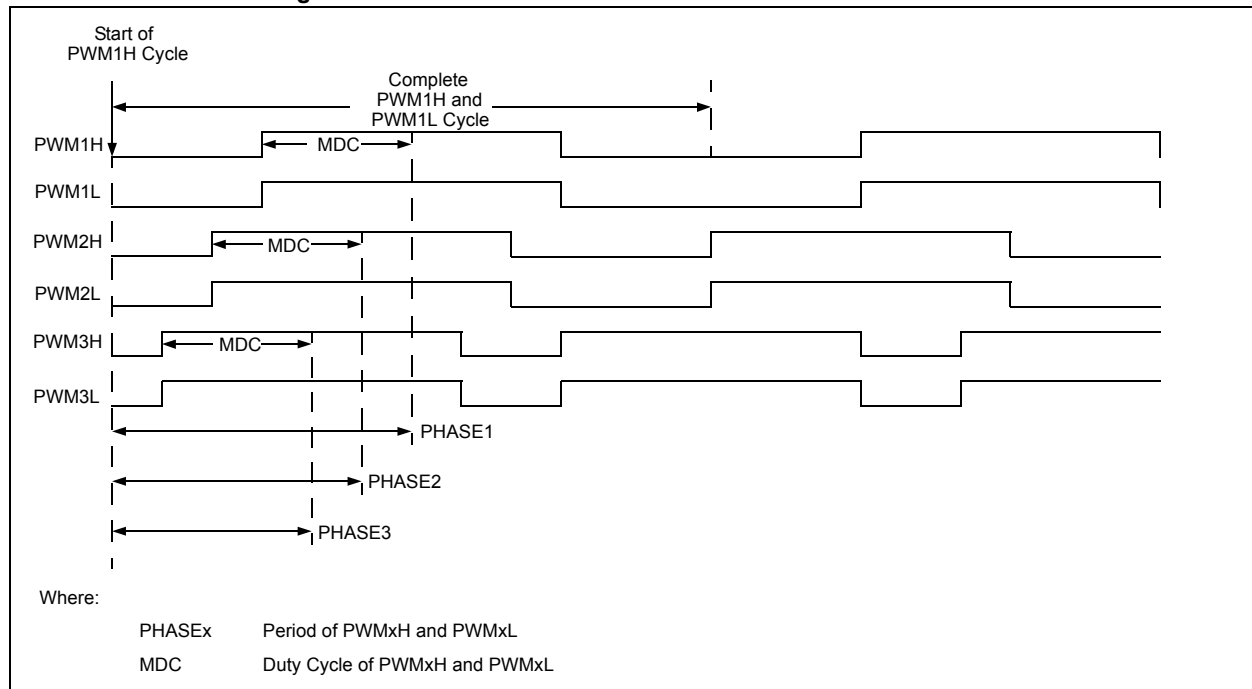 Start of
PWM1H Cycle
Complete
PWM1H and
PWM1L Cycle
PWM1H
MDC
PWM1L
PWM2H
MDC
PWM2L
PWM3H
MDC
PWM3L
PHASE1
PHASE2
PHASE3
Where:
PHASEx Period of PWMxH and PWMxL
MDC Duty Cycle of PWMxH and PWMxL